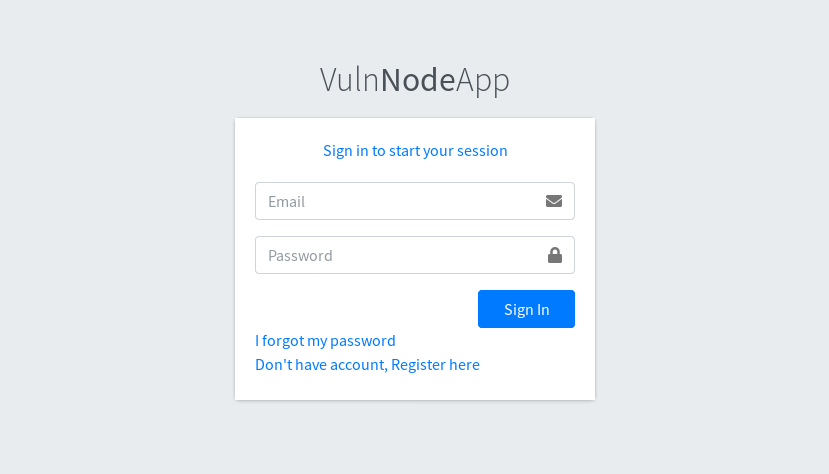 VulnNodeApp
Sign in to start your session
Email
Password
Sign In
I forgot my password
Don't have account, Register here